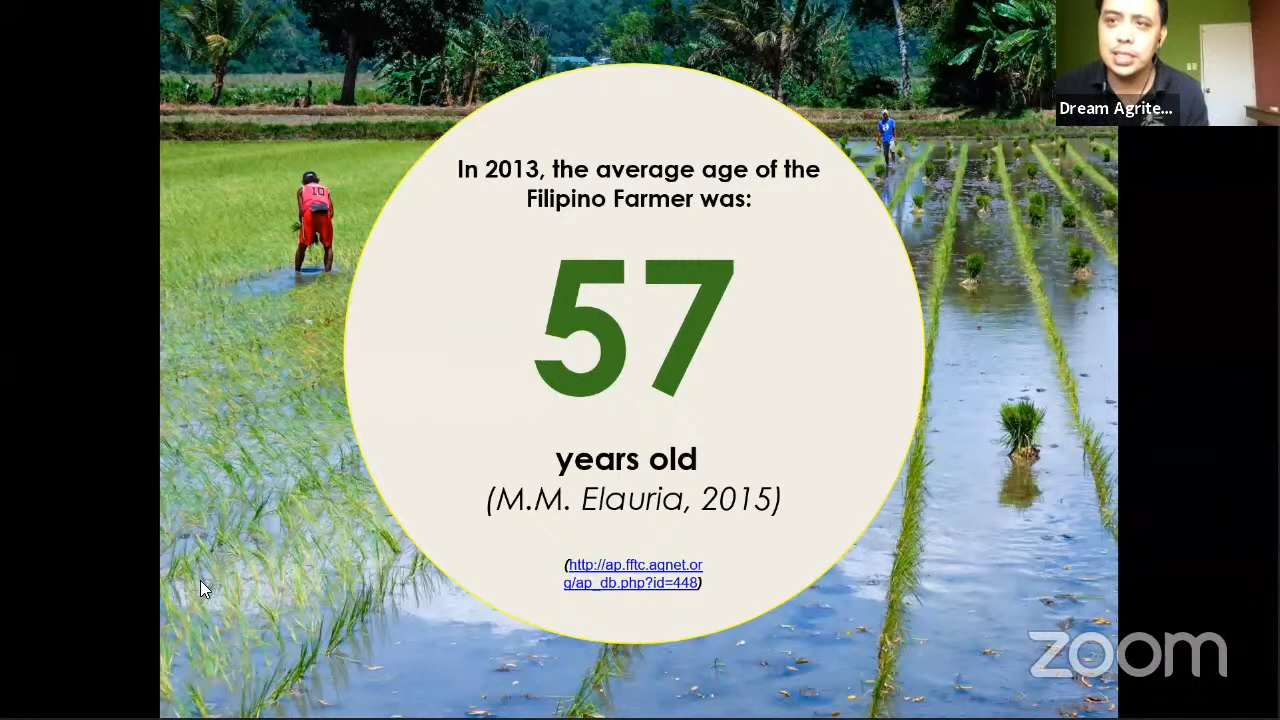 Dream Agrite...
In 2013, the average age of the
Filipino Farmer was:
57
years old
(M.M. Elauria, 2015)
(http://ap.fftc.agnet.or
g/ap_db.php?id=448)
10
zoom